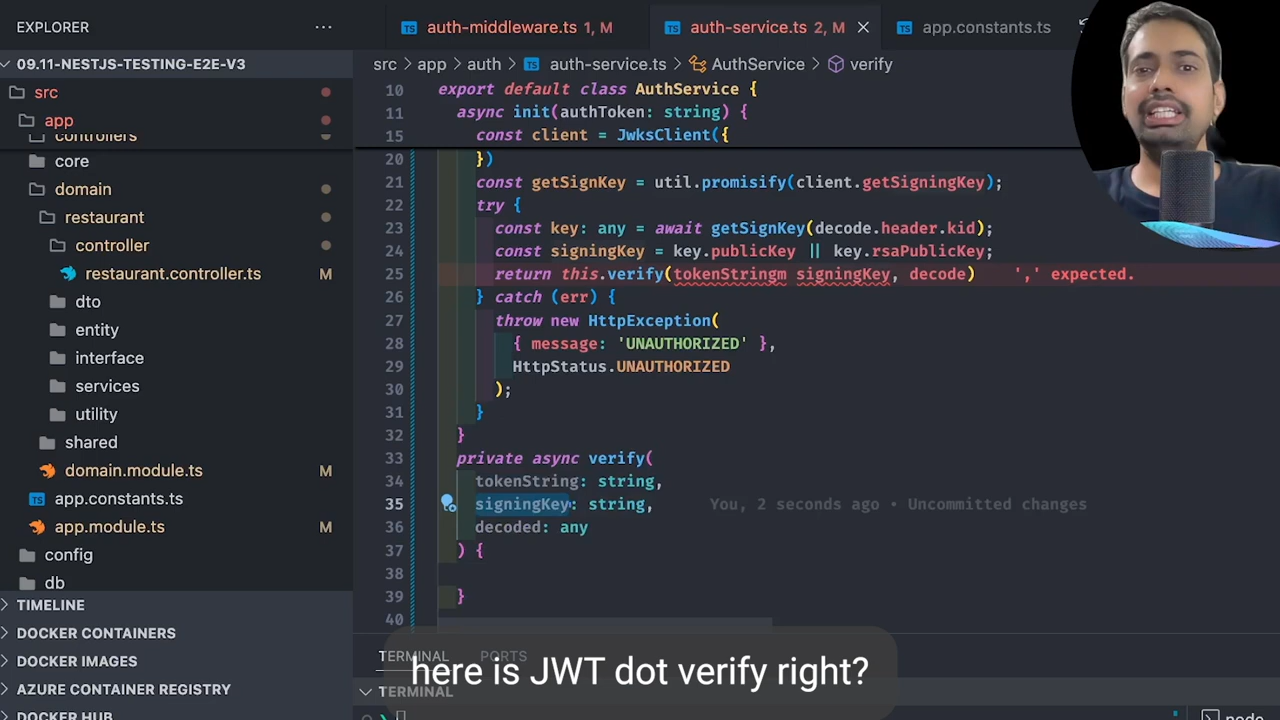 EXPLORER
09.11-NESTJS-TESTING-E2E-V3
src
app
controllers
core
domain
restaurant
controller
restaurant.controller.ts M
dto
entity
interface
services
utility
shared
domain.module.ts M
app.constants.ts
app.module.ts M
config
db
TIMELINE
DOCKER CONTAINERS
DOCKER IMAGES
AZURE CONTAINER REGISTRY
DOCKER HUB
TS auth-middleware.ts 1, M TS auth-service.ts 2, M TS app.constants.ts
src > app > auth > TS auth-service.ts > AuthService > verify
10 export default class AuthService {
11 async init(authToken: string) {
15 const client = JwksClient({
20 })
21 const getSignKey = util.promisify(client.getSigningKey);
22 try {
23 const key: any = await getSignKey(decode.header.kid);
24 const signingKey = key.publicKey || key.rsaPublicKey;
25 return this.verify(tokenStringm signingKey, decode) ',' expected.
26 } catch (err) {
27 throw new HttpException(
28 { message: 'UNAUTHORIZED' },
29 HttpStatus.UNAUTHORIZED
30 );
31 }
32 }
33 private async verify(
34 tokenString: string,
35 signingKey: string, You, 2 seconds ago • Uncommitted changes
36 decoded: any
37 ) {
38
39 }
40
TERMINAL PORTS
TERMINAL
node
here is JWT dot verify right?